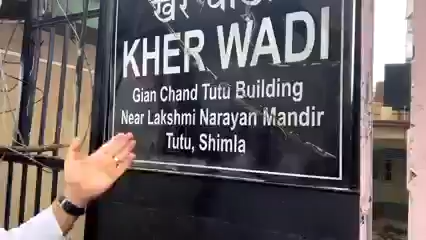 खेर वाडी
KHER WADI
Gian Chand Tutu Building
Near Lakshmi Narayan Mandir
Tutu, Shimla